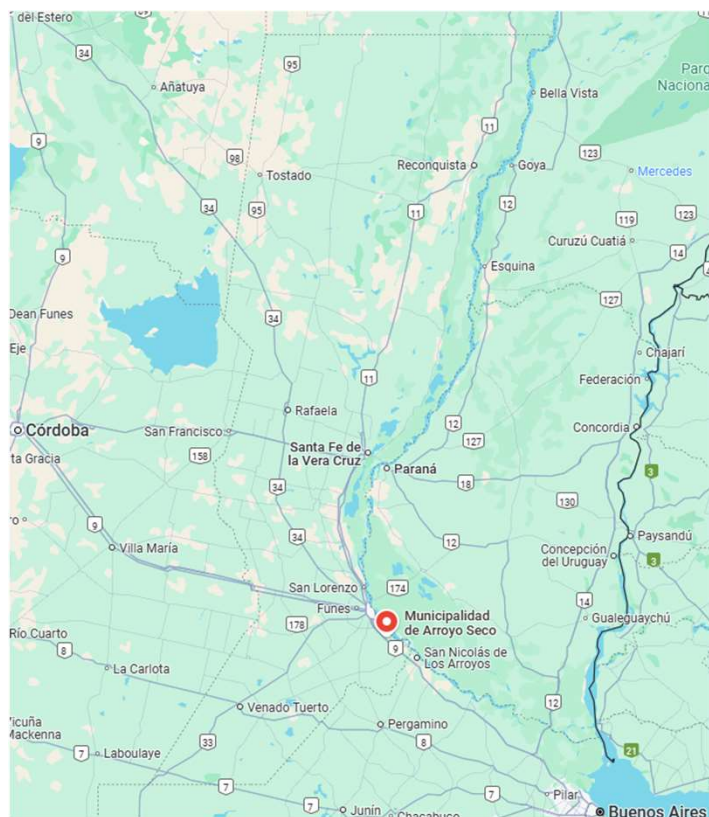 del Estero
34
95
11
Añatuya
Parq
Nacional
Bella Vista
9
98
11
123
Reconquista
Goya
Mercedes
Tostado
34
95
11
12
119
123
Curuzú Cuatiá
14
9
Esquina
127
Dean Funes
34
Eje
Chajarí
11
Federación
Rafaela
Córdoba
San Francisco
12
Concordia
127
Santa Fe de
la Vera Cruz
ta Gracia
158
Paraná
18
3
34
130
9
34
12
Paysandú
Villa María
Concepción
del Uruguay
3
San Lorenzo
174
14
Funes
Municipalidad
de Arroyo Seco
Gualeguaychú
178
Río Cuarto
9
San Nicolás de
Los Arroyos
8
La Carlota
12
Venado Tuerto
Vicuña
Mackenna
Pergamino
33
8
21
7
Laboulaye
7
Pilar
7
7
Junín
Chacabuco
Buenos Aires